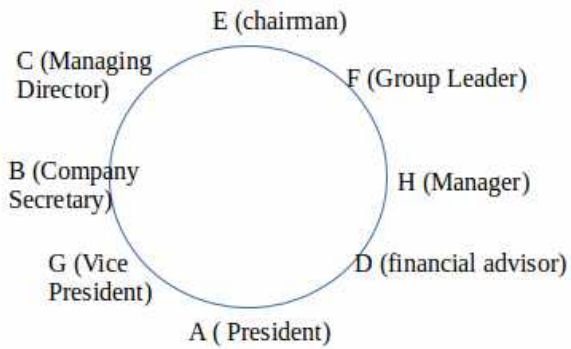 E (chairman)
C (Managing
Director)
F (Group Leader)
B (Company
Secretary)
H (Manager)
G (Vice
President)
D (financial advisor)
A ( President)